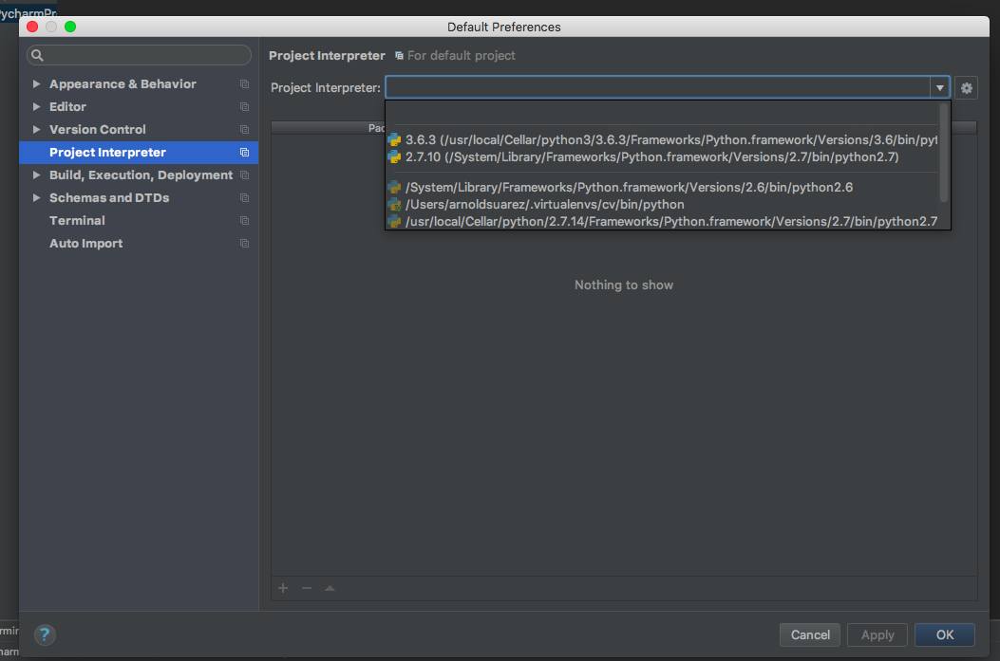 Default Preferences
Appearance & Behavior
Editor
Version Control
Project Interpreter
Build, Execution, Deployment
Schemas and DTDs
Terminal
Auto Import
Project Interpreter For default project
Project Interpreter:
3.6.3 (/usr/local/Cellar/python3/3.6.3/Frameworks/Python.framework/Versions/3.6/bin/pyt
2.7.10 (/System/Library/Frameworks/Python.framework/Versions/2.7/bin/python2.7)
/System/Library/Frameworks/Python.framework/Versions/2.6/bin/python2.6
/Users/arnoldsuarez/.virtualenvs/cv/bin/python
/usr/local/Cellar/python/2.7.14/Frameworks/Python.framework/Versions/2.7/bin/python2.7
Nothing to show
?
Cancel
Apply
OK